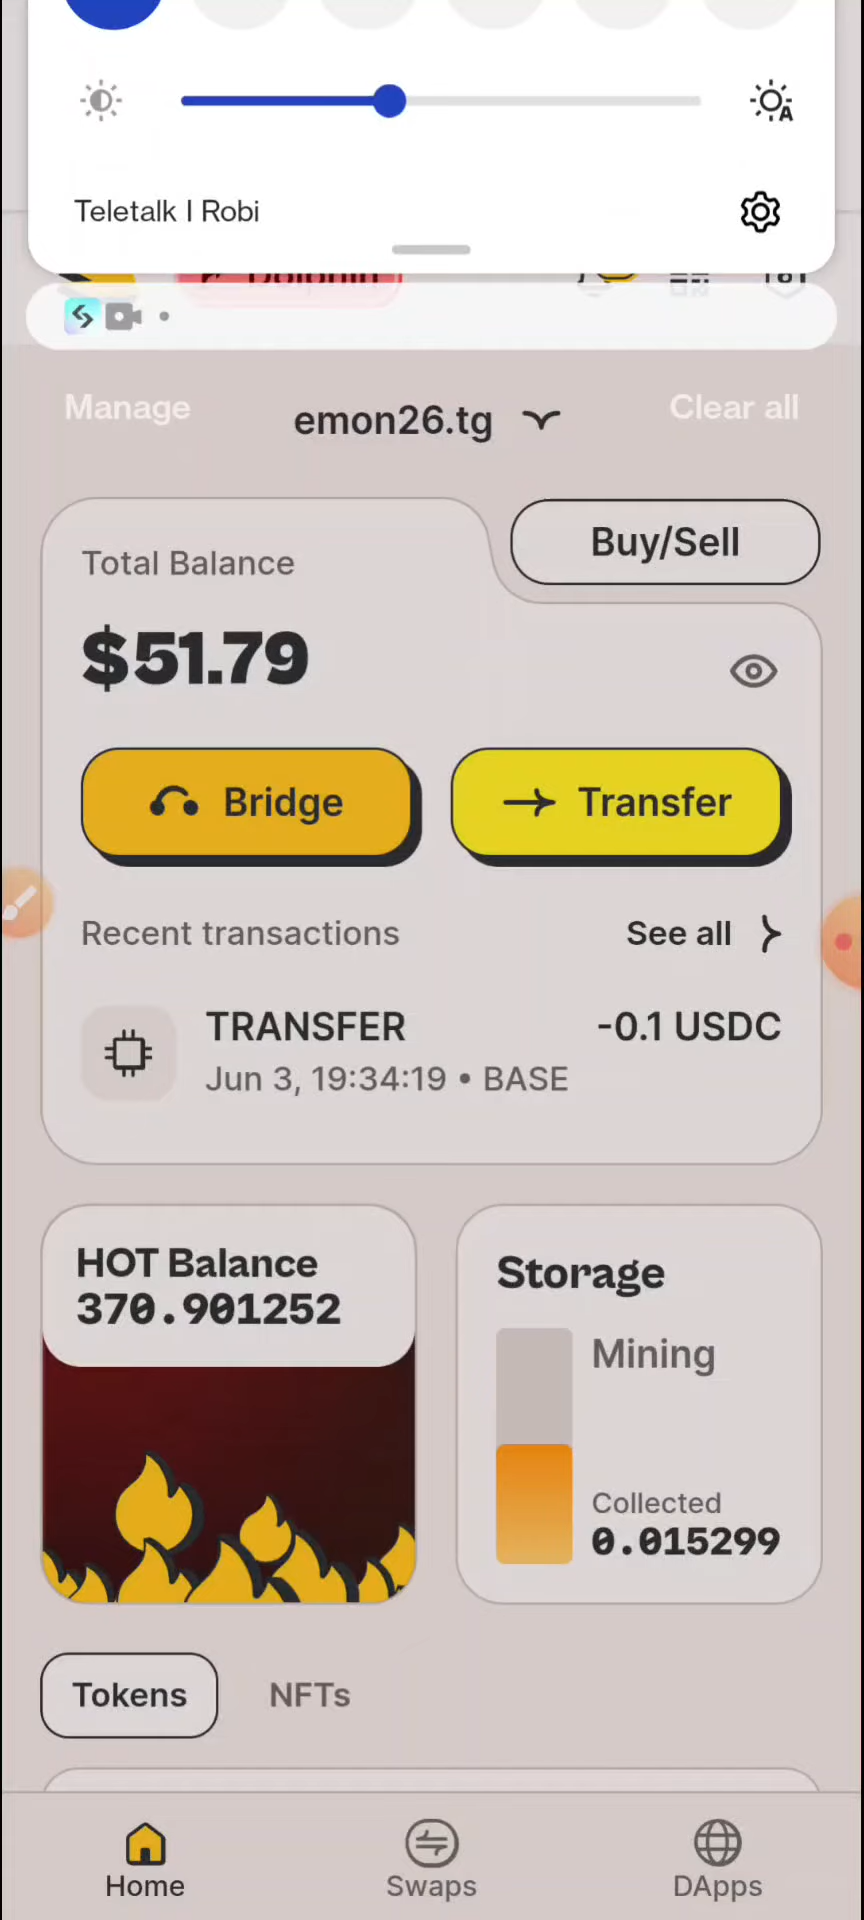 A
Teletalk | Robi
Dolphin
Manage
emon26.tg
Clear all
Buy/Sell
Total Balance
$51.79
Bridge
Transfer
Recent transactions
See all
TRANSFER
-0.1 USDC
Jun 3, 19:34:19 • BASE
HOT Balance
370.901252
Storage
Mining
Collected
0.015299
Tokens
NFTs
Home
Swaps
DApps